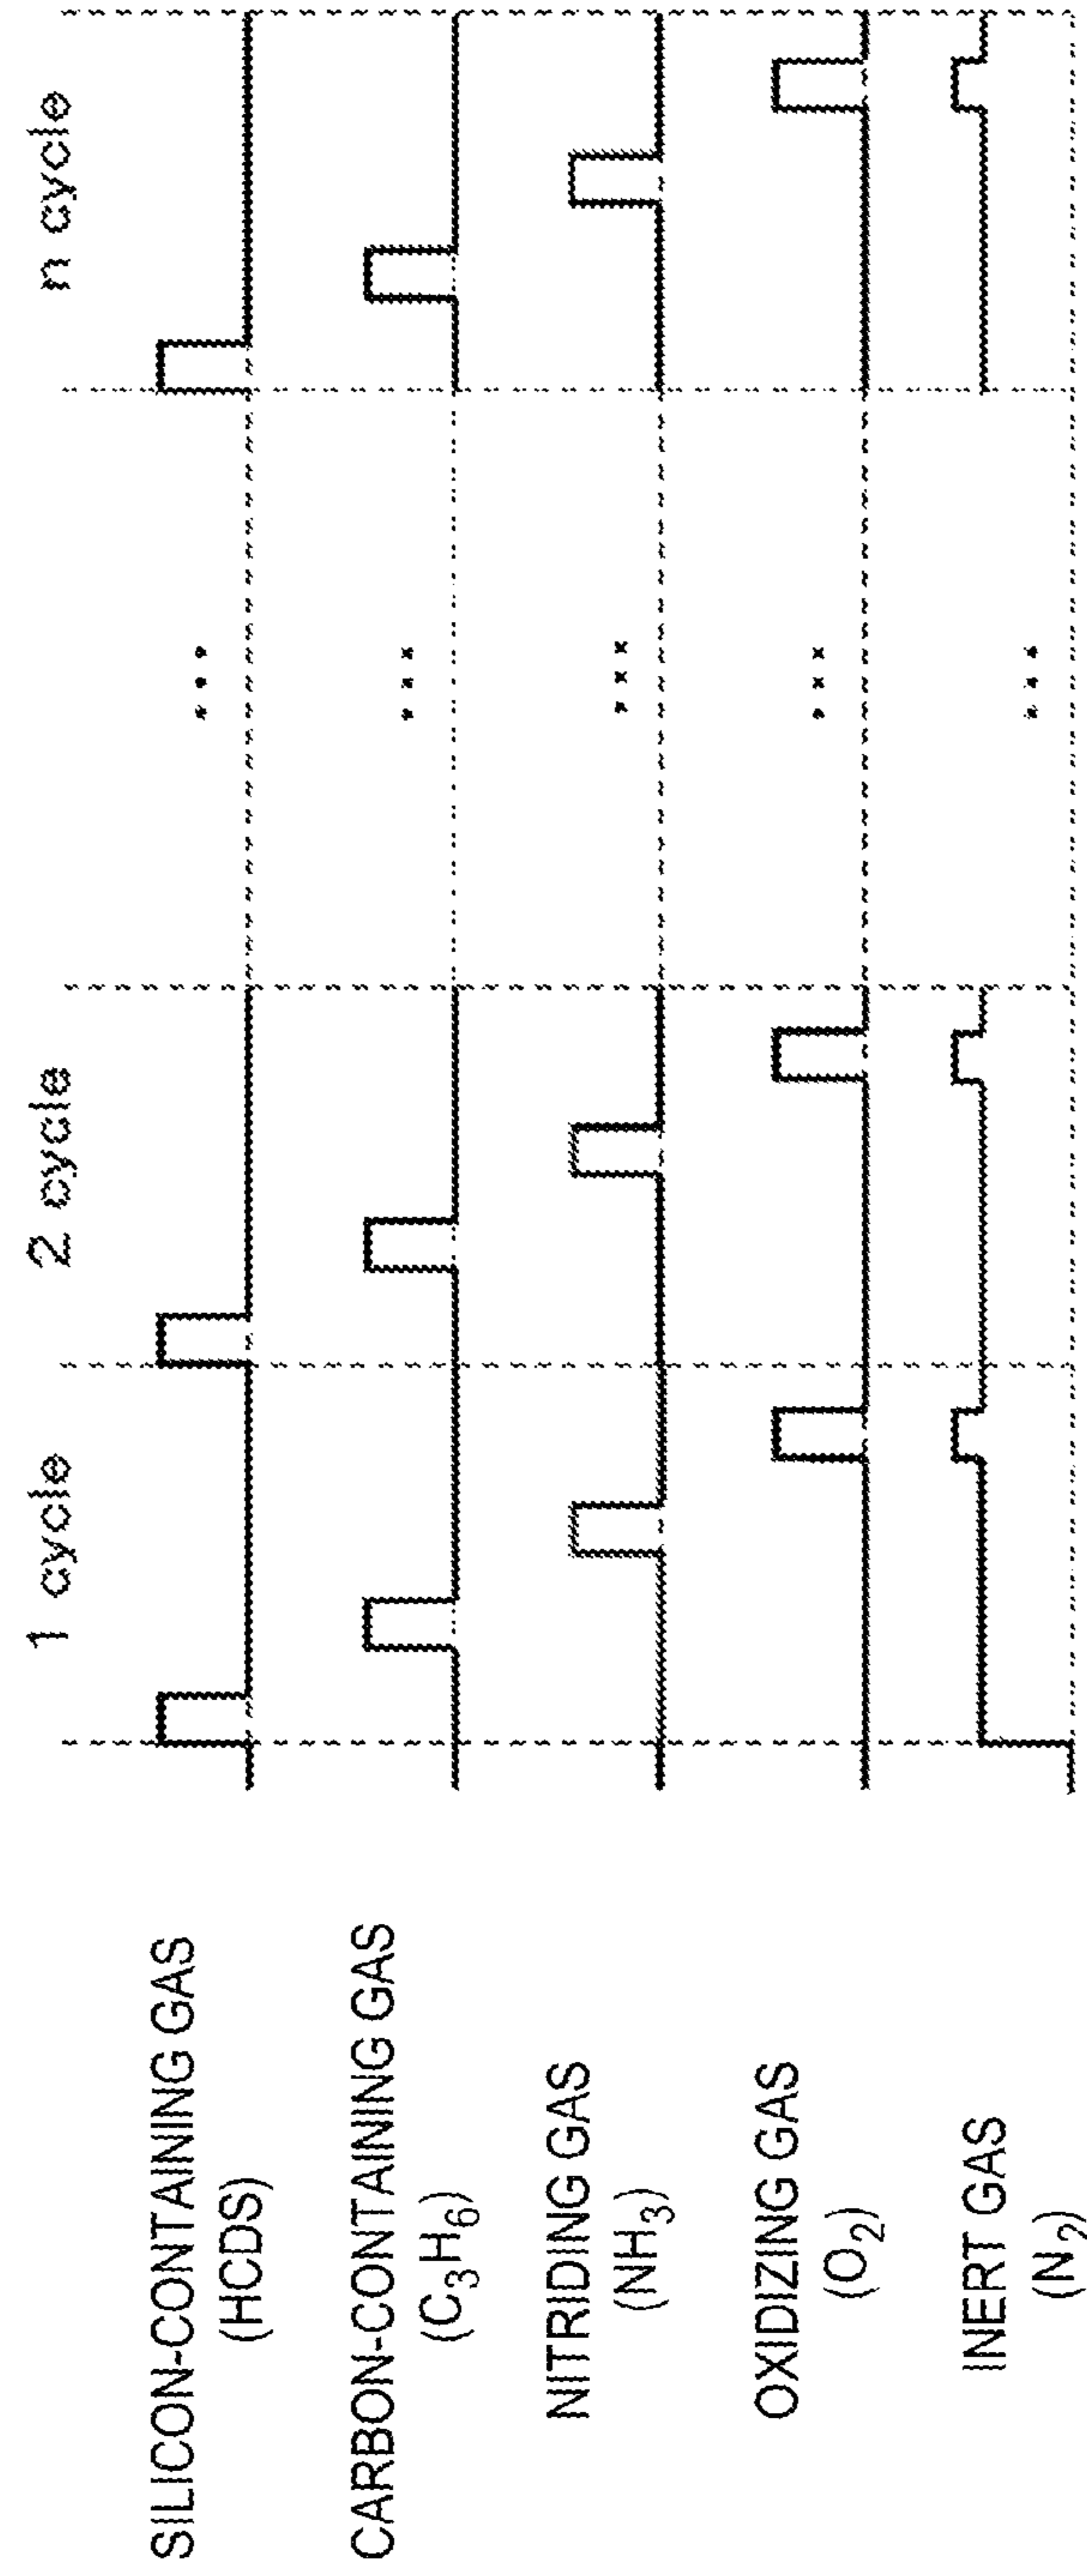 1 cycle
2 cycle
n cycle
SILICON-CONTAINING GAS
(HCDS)
CARBON-CONTAINING GAS
(C₃H₆)
NITRIDING GAS
(NH₃)
OXIDIZING GAS
(O₂)
INERT GAS
(N₂)